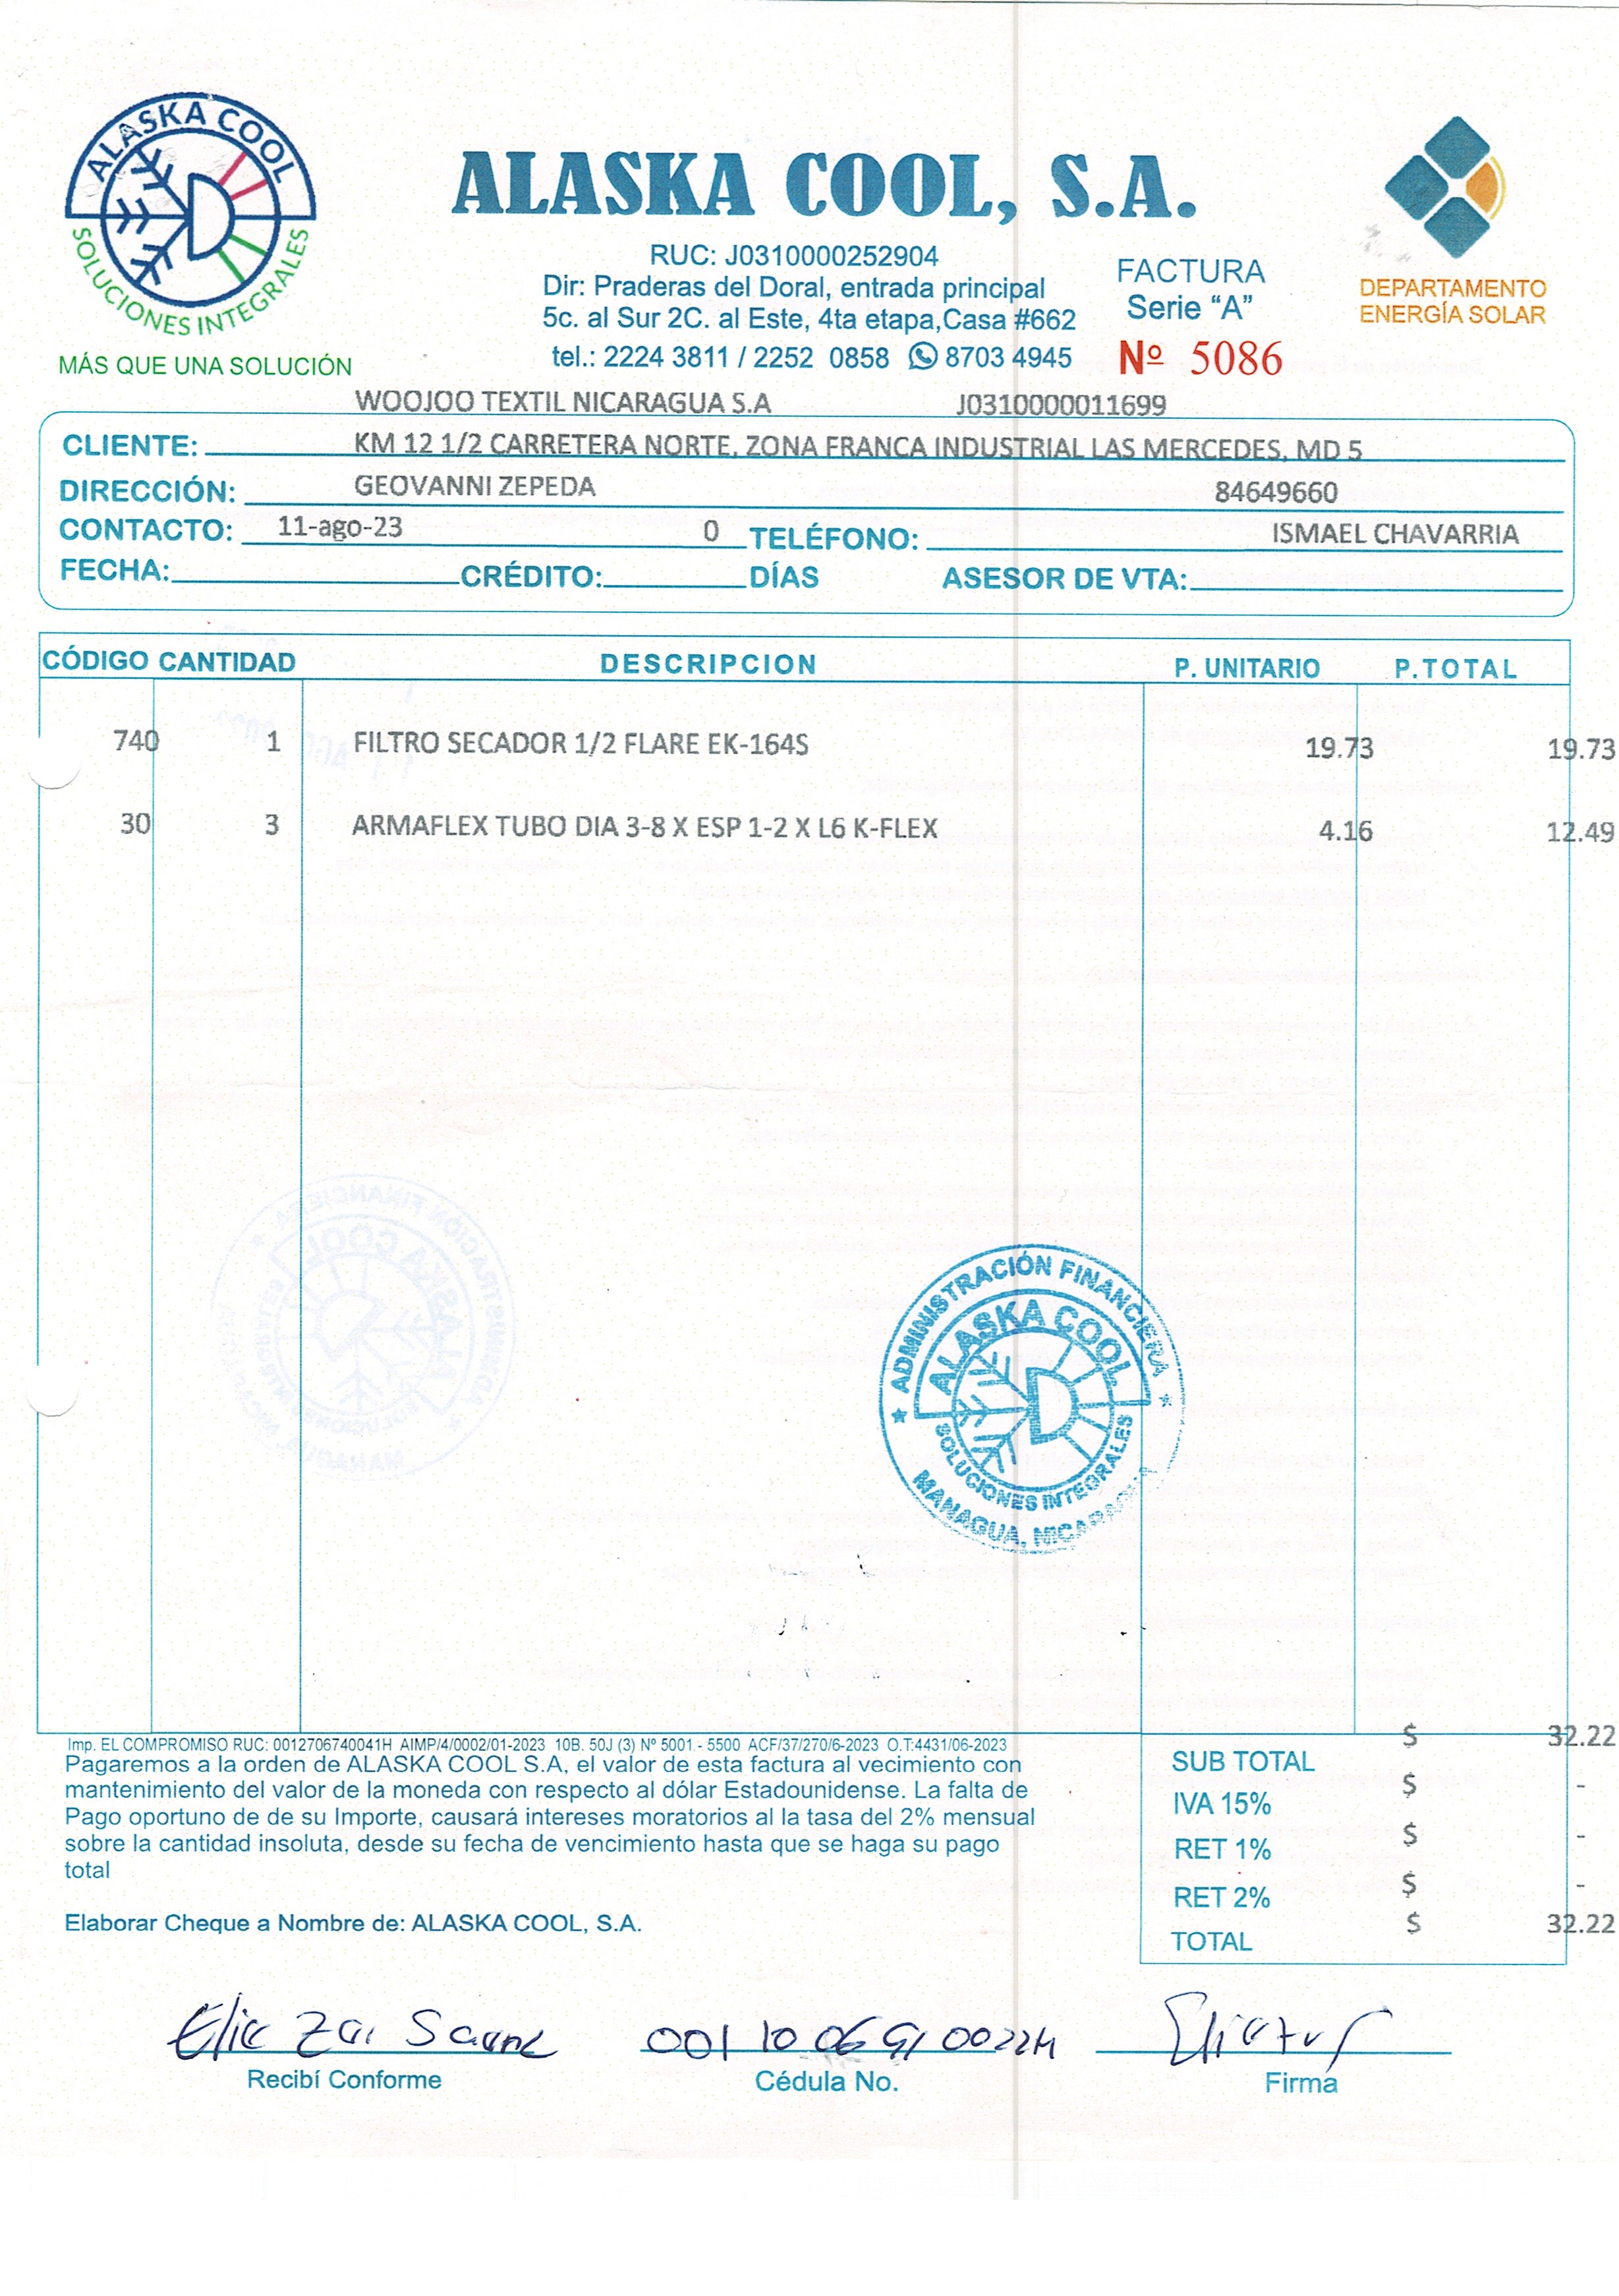 ALASKA COOL
SOLUCIONES INTEGRALES
MÁS QUE UNA SOLUCIÓN
ALASKA COOL, S.A.
RUC: J0310000252904
Dir: Praderas del Doral, entrada principal
5c. al Sur 2C. al Este, 4ta etapa,Casa #662
tel.: 2224 3811 / 2252 0858 8703 4945
FACTURA
Serie “A”
Nº 5086
DEPARTAMENTO
ENERGÍA SOLAR
WOOJOO TEXTIL NICARAGUA S.A J0310000011699
CLIENTE: KM 12 1/2 CARRETERA NORTE, ZONA FRANCA INDUSTRIAL LAS MERCEDES, MD 5
DIRECCIÓN: GEOVANNI ZEPEDA 84649660
CONTACTO: 11-ago-23 0 TELÉFONO: ISMAEL CHAVARRIA
FECHA: CRÉDITO: DÍAS ASESOR DE VTA:
CÓDIGO CANTIDAD DESCRIPCION P. UNITARIO P.TOTAL
740 1 FILTRO SECADOR 1/2 FLARE EK-164S 19.73 19.73
30 3 ARMAFLEX TUBO DIA 3-8 X ESP 1-2 X L6 K-FLEX 4.16 12.49
ADMINISTRACIÓN FINANCIERA
ALASKA COOL
SOLUCIONES INTEGRALES
MANAGUA, NICARAGUA
Imp. EL COMPROMISO RUC: 0012706740041H AIMP/4/0002/01-2023 10B. 50J (3) Nº 5001.- 5500 ACF/37/270/6-2023 O.T:4431/06-2023
Pagaremos a la orden de ALASKA COOL S.A, el valor de esta factura al vecimiento con
mantenimiento del valor de la moneda con respecto al dólar Estadounidense. La falta de
Pago oportuno de de su Importe, causará intereses moratorios al la tasa del 2% mensual
sobre la cantidad insoluta, desde su fecha de vencimiento hasta que se haga su pago
total
Elaborar Cheque a Nombre de: ALASKA COOL, S.A.
SUB TOTAL $ 32.22
IVA 15% $ -
RET 1% $ -
RET 2% $ -
TOTAL $ 32.22
Recibí Conforme
Cédula No.
Firma